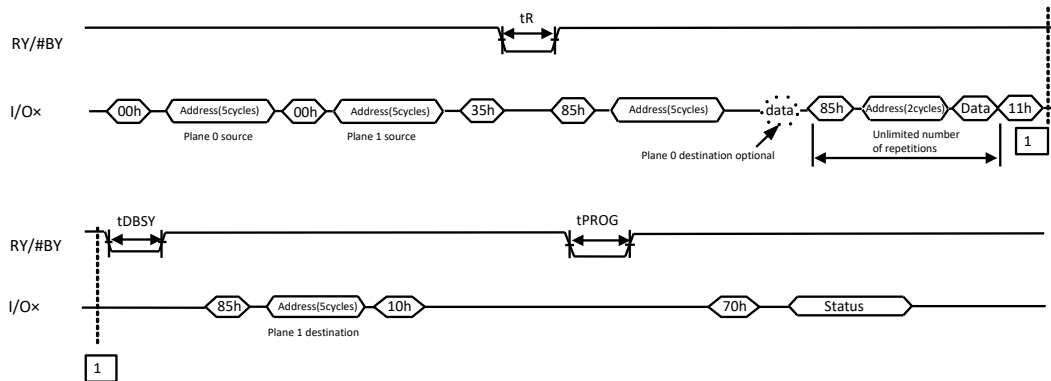 tR
RY/#BY
I/O×
00h Address(5cycles) 00h Address(5cycles) 35h 85h Address(5cycles) data 85h Address(2cycles) Data 11h
Plane 0 source Plane 1 source
Plane 0 destination optional
Unlimited number
of repetitions
1
tDBSY tPROG
RY/#BY
I/O×
85h Address(5cycles) 10h 70h Status
Plane 1 destination
1